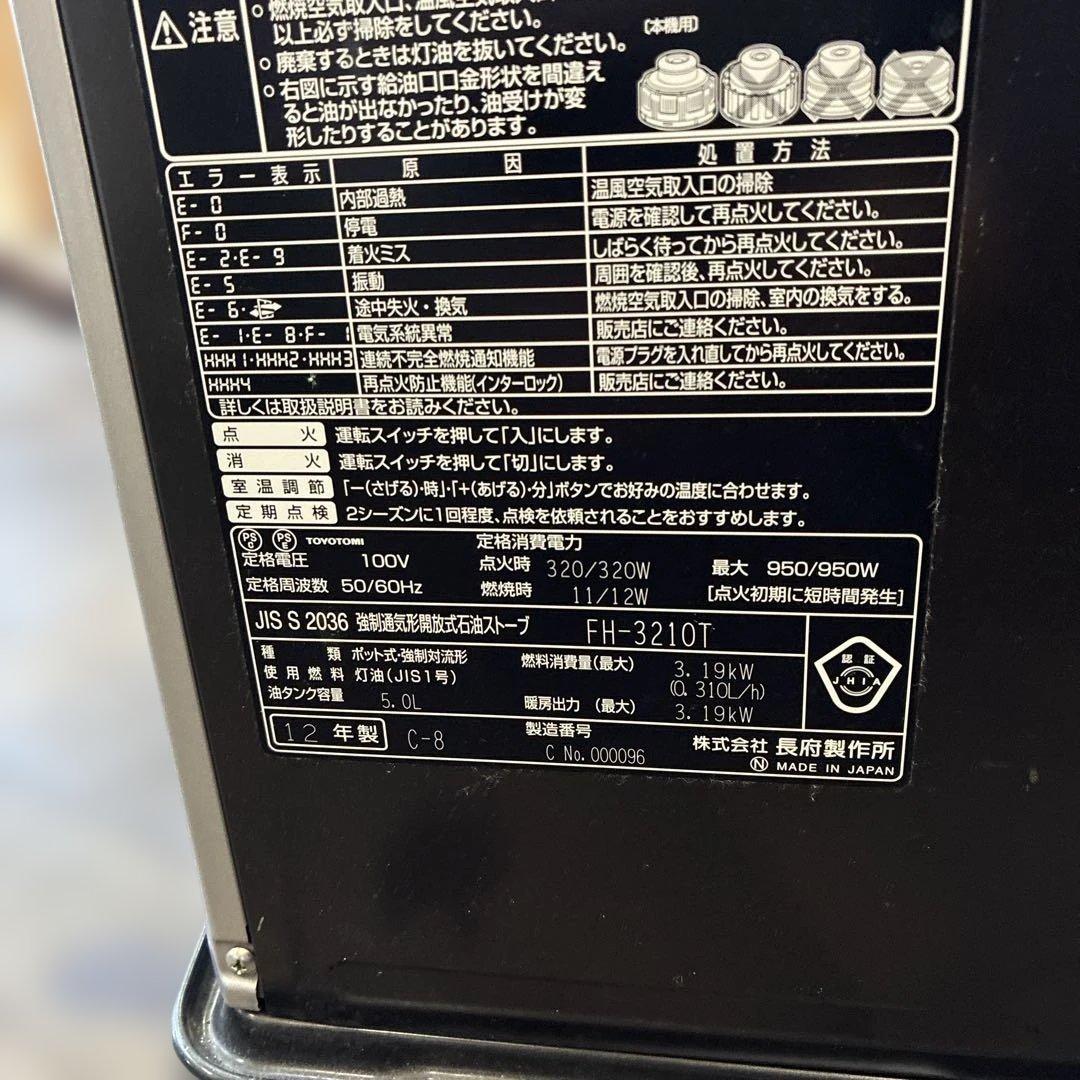 注意
○燃焼空気取入口、温風空気取入
以上必ず掃除をしてください。
○廃棄するときは灯油を抜いてください。
○右図に示す給油口口金形状を間違え
ると油が出なかったり、油受けが変
形したりすることがあります。
〔本機用〕
エラー表示 原因 処置方法
E-0 内部過熱 温風空気取入口の掃除
F-0 停電 電源を確認して再点火してください。
E-2・E-9 着火ミス しばらく待ってから再点火してください。
E-5 振動 周囲を確認後、再点火してください。
E-6・ 途中失火・換気 燃焼空気取入口の掃除、室内の換気をする。
E-1・E-8・F-1 電気系統異常 販売店にご連絡ください。
HHH1・HHH2・HHH3 連続不完全燃焼通知機能 電源プラグを入れ直してから再点火してください。
HHH4 再点火防止機能(インターロック) 販売店にご連絡ください。
詳しくは取扱説明書をお読みください。
点火 運転スイッチを押して「入」にします。
消火 運転スイッチを押して「切」にします。
室温調節 「－(さげる)・時」・「＋(あげる)・分」ボタンでお好みの温度に合わせます。
定期点検 2シーズンに1回程度、点検を依頼されることをおすすめします。
PSC PSE TOYOTOMI 定格消費電力
定格電圧 100V 点火時 320/320W 最大 950/950W
定格周波数 50/60Hz 燃焼時 11/12W [点火初期に短時間発生]
JIS S 2036 強制通気形開放式石油ストーブ FH-3210T
種類 ポット式・強制対流形 燃料消費量(最大) 3.19kW
使用燃料 灯油(JIS1号) (0.310L/h)
油タンク容量 5.0L 暖房出力 (最大) 3.19kW
認証
JHIA
12年製 C-8 製造番号 C No.000096
株式会社 長府製作所
N MADE IN JAPAN